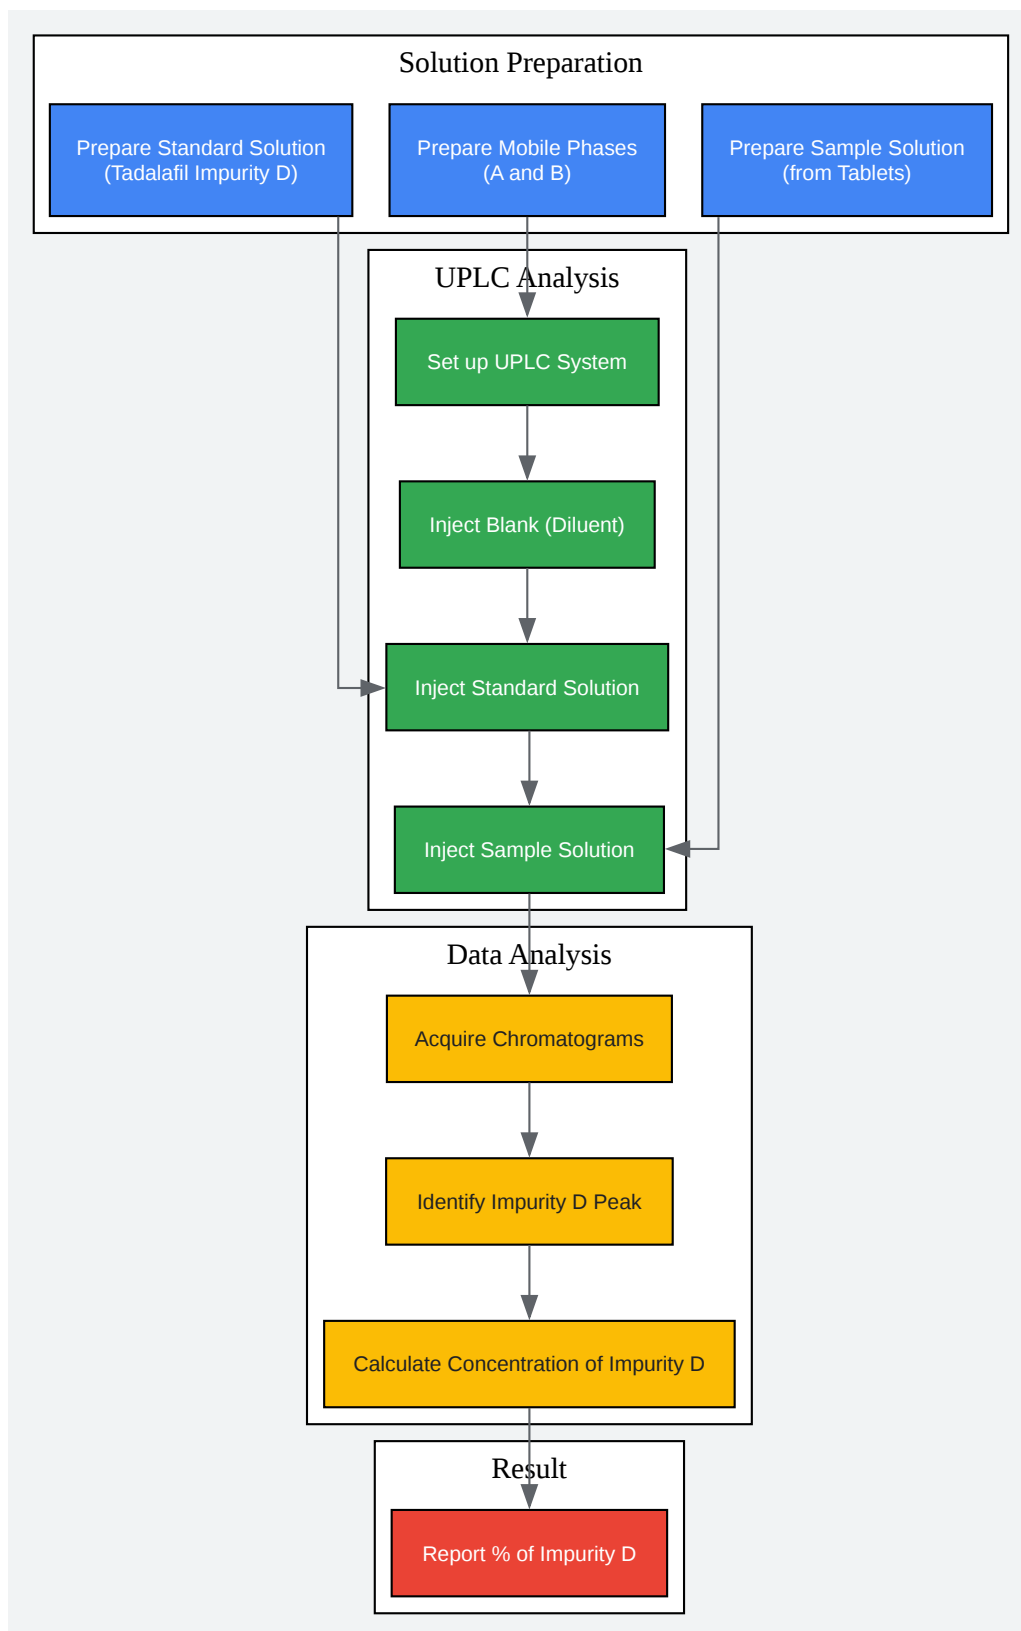 Solution Preparation
Prepare Standard Solution
(Tadalafil Impurity D)
Prepare Mobile Phases
(A and B)
Prepare Sample Solution
(from Tablets)
UPLC Analysis
Set up UPLC System
Inject Blank (Diluent)
Inject Standard Solution
Inject Sample Solution
Data Analysis
Acquire Chromatograms
Identify Impurity D Peak
Calculate Concentration of Impurity D
Result
Report % of Impurity D